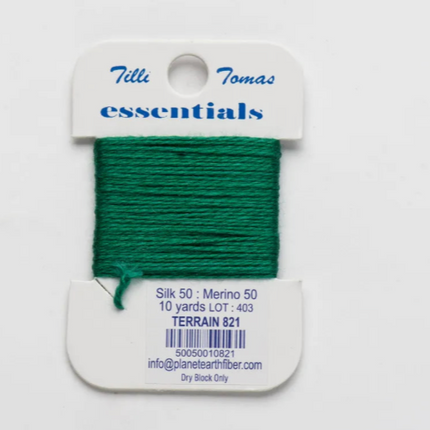 Tilli Tomas
essentials
Silk 50 : Merino 50
10 yards LOT : 403
TERRAIN 821
50050010821
info@planetearthfiber.com
Dry Block Only